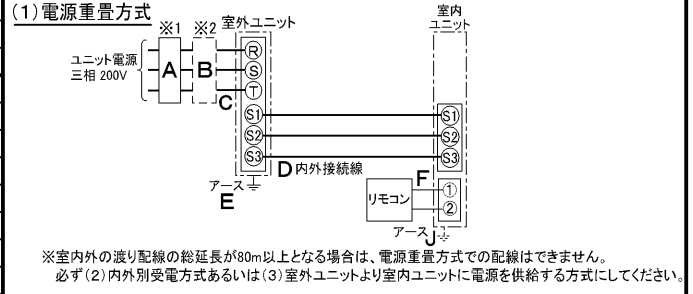 (1)電源重畳方式
※1 ※2 室外ユニット
室内
ユニット
ユニット電源
三相 200V
A B
C
R
S
T
S1
S2
S3
S1
S2
S3
D 内外接続線
アース
E
リモコン
F
①
②
アース
J
※室内外の渡り配線の総延長が80m以上となる場合は、電源重畳方式での配線はできません。
必ず(2)内外別受電方式あるいは(3)室外ユニットより室内ユニットに電源を供給する方式にしてください。